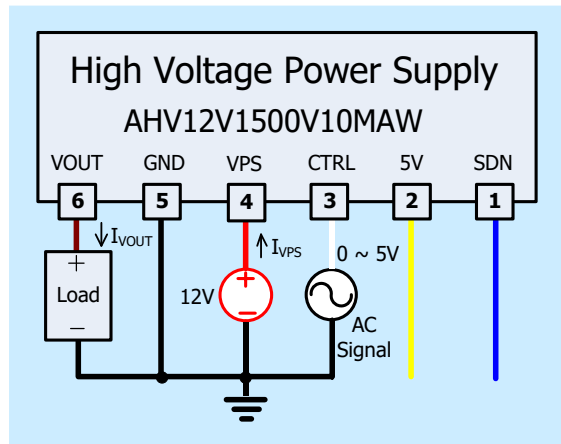 High Voltage Power Supply
AHV12V1500V10MAW
VOUT GND VPS CTRL 5V SDN
6 5 4 3 2 1
IVOUT IVPS 0 ~ 5V
+ +
Load 12V
− −
AC
Signal